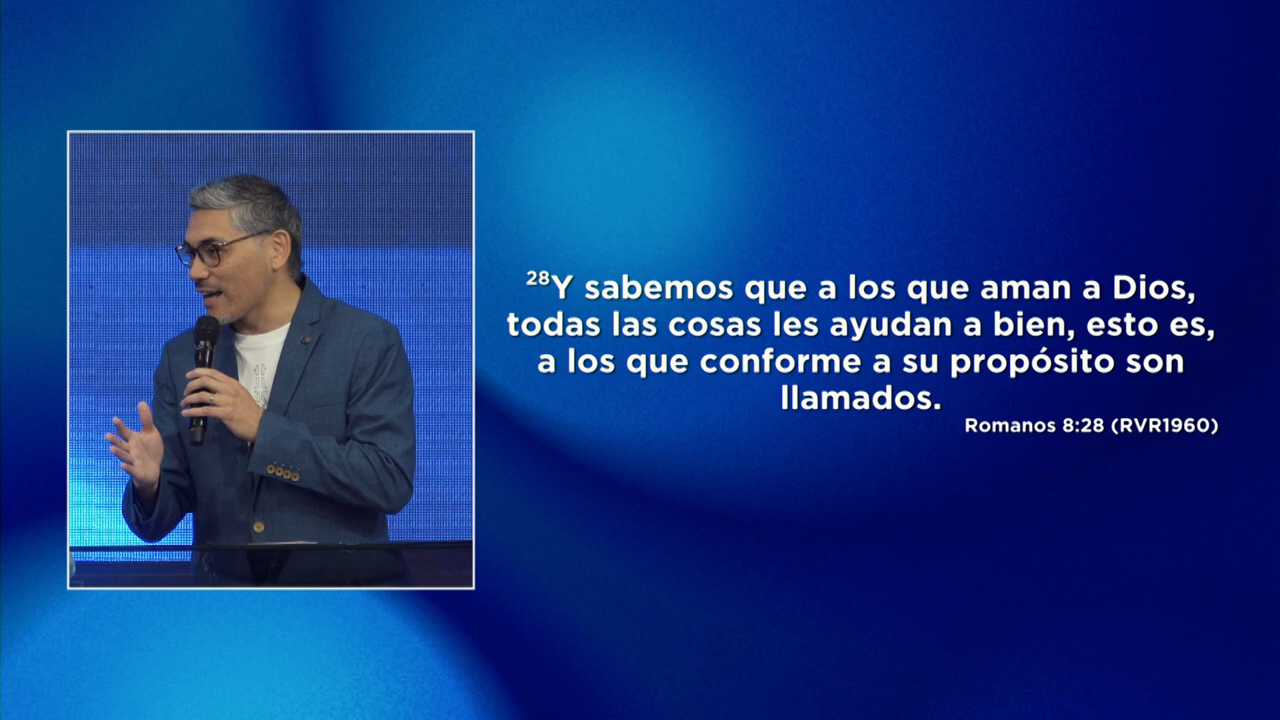 ²⁸Y sabemos que a los que aman a Dios,
todas las cosas les ayudan a bien, esto es,
a los que conforme a su propósito son
llamados.
Romanos 8:28 (RVR1960)